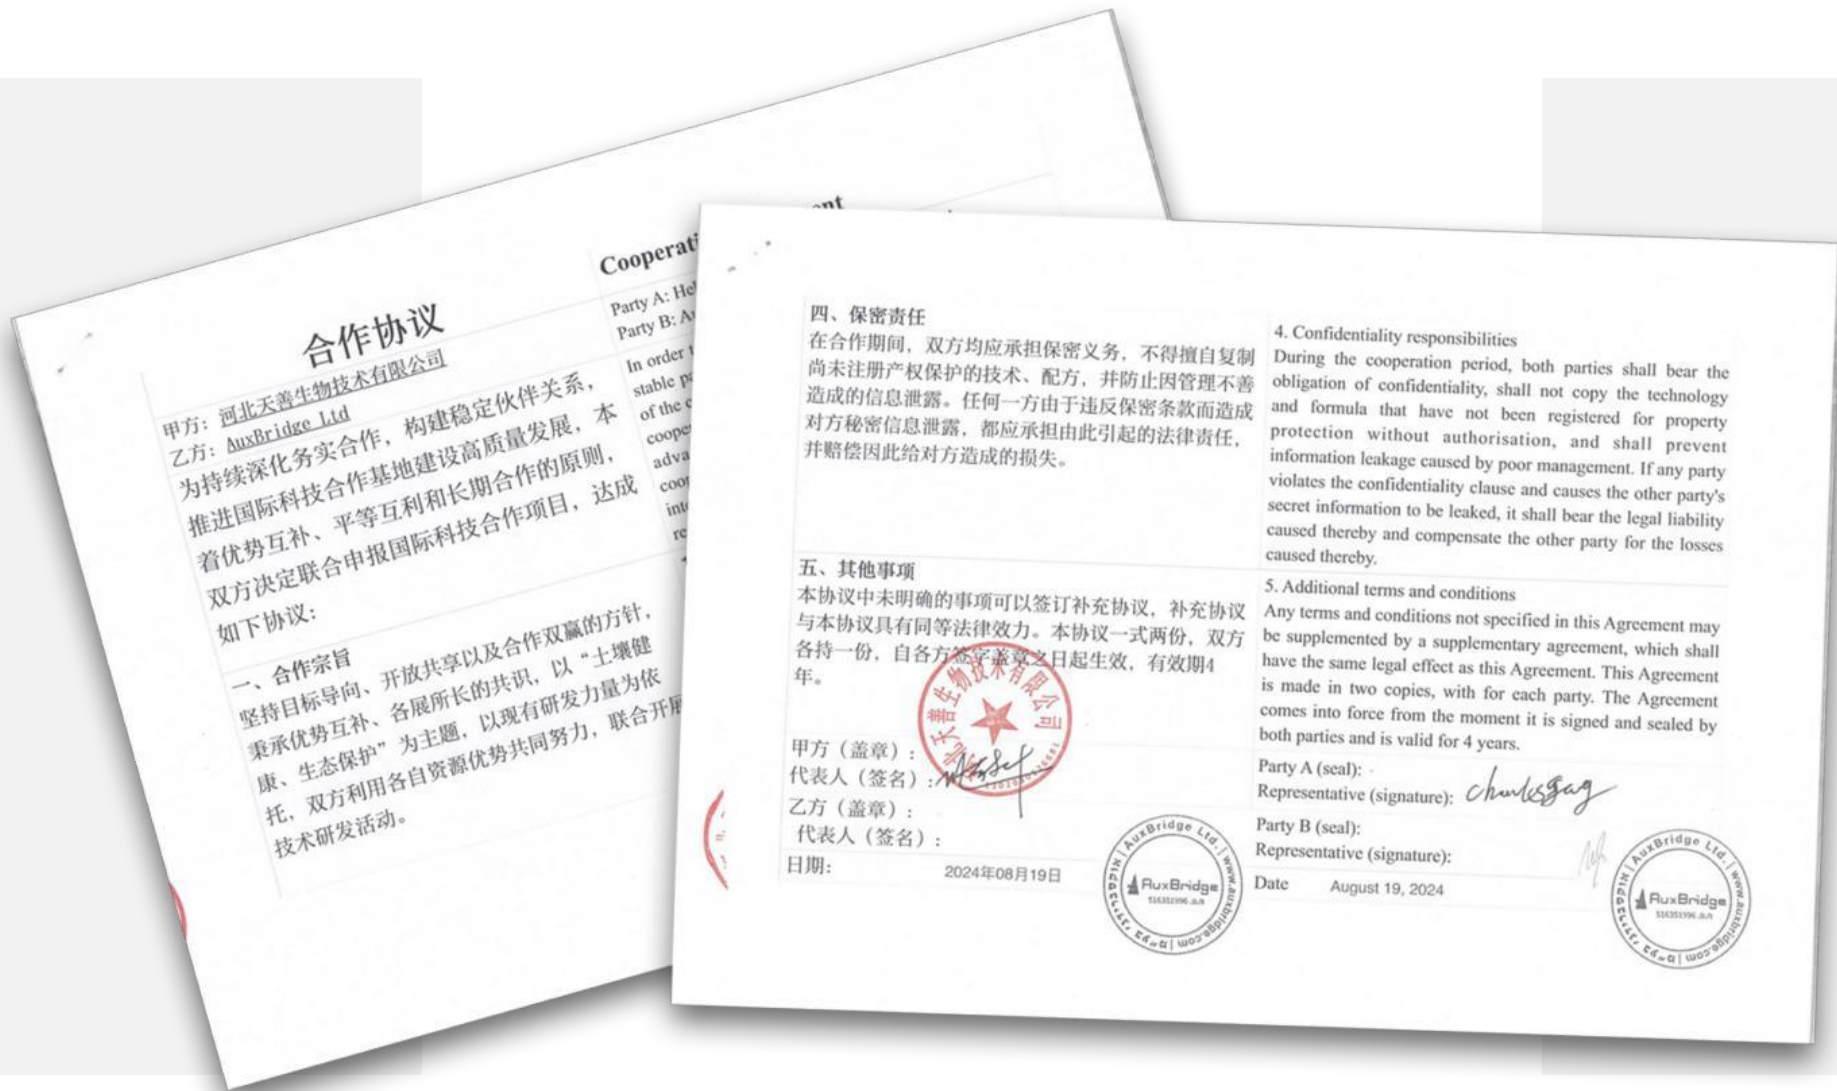 合作协议
甲方：河北天善生物技术有限公司
乙方：AuxBridge Ltd
为持续深化务实合作，构建稳定伙伴关系，
推进国际科技合作基地建设高质量发展，本
着优势互补、平等互利和长期合作的原则，
双方决定联合申报国际科技合作项目，达成
如下协议：
一、合作宗旨
坚持目标导向、开放共享以及合作双赢的方针，
秉承优势互补、各展所长的共识，以“土壤健
康、生态保护”为主题，以现有研发力量为依
托，双方利用各自资源优势共同努力，联合开展
技术研发活动。
Party A:
Party B:
In order
stable
of the
四、保密责任
在合作期间，双方均应承担保密义务，不得擅自复制
尚未注册产权保护的技术、配方，并防止因管理不善
造成的信息泄露。任何一方由于违反保密条款而造成
对方秘密信息泄露，都应承担由此引起的法律责任，
并赔偿因此给对方造成的损失。
4. Confidentiality responsibilities
During the cooperation period, both parties shall bear the
obligation of confidentiality, shall not copy the technology
and formula that have not been registered for property
protection without authorisation, and shall prevent
information leakage caused by poor management. If any party
violates the confidentiality clause and causes the other party's
secret information to be leaked, it shall bear the legal liability
caused thereby and compensate the other party for the losses
caused thereby.
五、其他事项
本协议中未明确的事项可以签订补充协议，补充协议
与本协议具有同等法律效力。本协议一式两份，双方
各持一份，自各方签字盖章之日起生效，有效期4
年。
5. Additional terms and conditions
Any terms and conditions not specified in this Agreement may
be supplemented by a supplementary agreement, which shall
have the same legal effect as this Agreement. This Agreement
is made in two copies, with for each party. The Agreement
comes into force from the moment it is signed and sealed by
both parties and is valid for 4 years.
甲方（盖章）：
代表人（签名）：
乙方（盖章）：
代表人（签名）：
日期： 2024年08月19日
河北天善生物技术有限公司
AuxBridge Ltd. | www.auxbridge.com | אוקסברידג' בע"מ
AuxBridge
516351996 ח.פ.
Party A (seal):
Representative (signature):
Party B (seal):
Representative (signature):
Date August 19, 2024
AuxBridge Ltd. | www.auxbridge.com | אוקסברידג' בע"מ
AuxBridge
516351996 ח.פ.